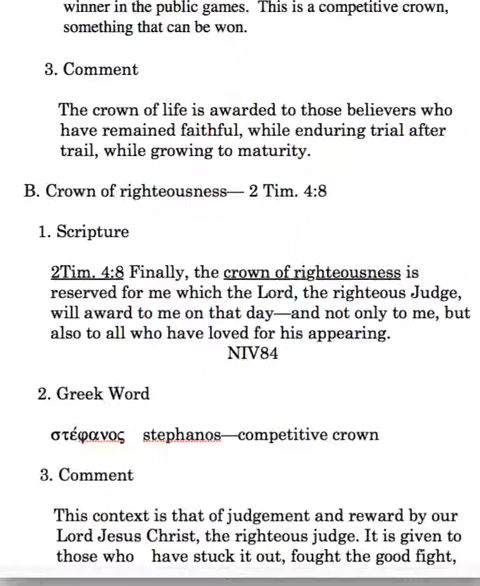 winner in the public games. This is a competitive crown,
something that can be won.
3. Comment
The crown of life is awarded to those believers who
have remained faithful, while enduring trial after
trail, while growing to maturity.
B. Crown of righteousness— 2 Tim. 4:8
1. Scripture
2Tim. 4:8 Finally, the crown of righteousness is
reserved for me which the Lord, the righteous Judge,
will award to me on that day—and not only to me, but
also to all who have loved for his appearing.
NIV84
2. Greek Word
στέφανος stephanos—competitive crown
3. Comment
This context is that of judgement and reward by our
Lord Jesus Christ, the righteous judge. It is given to
those who have stuck it out, fought the good fight,